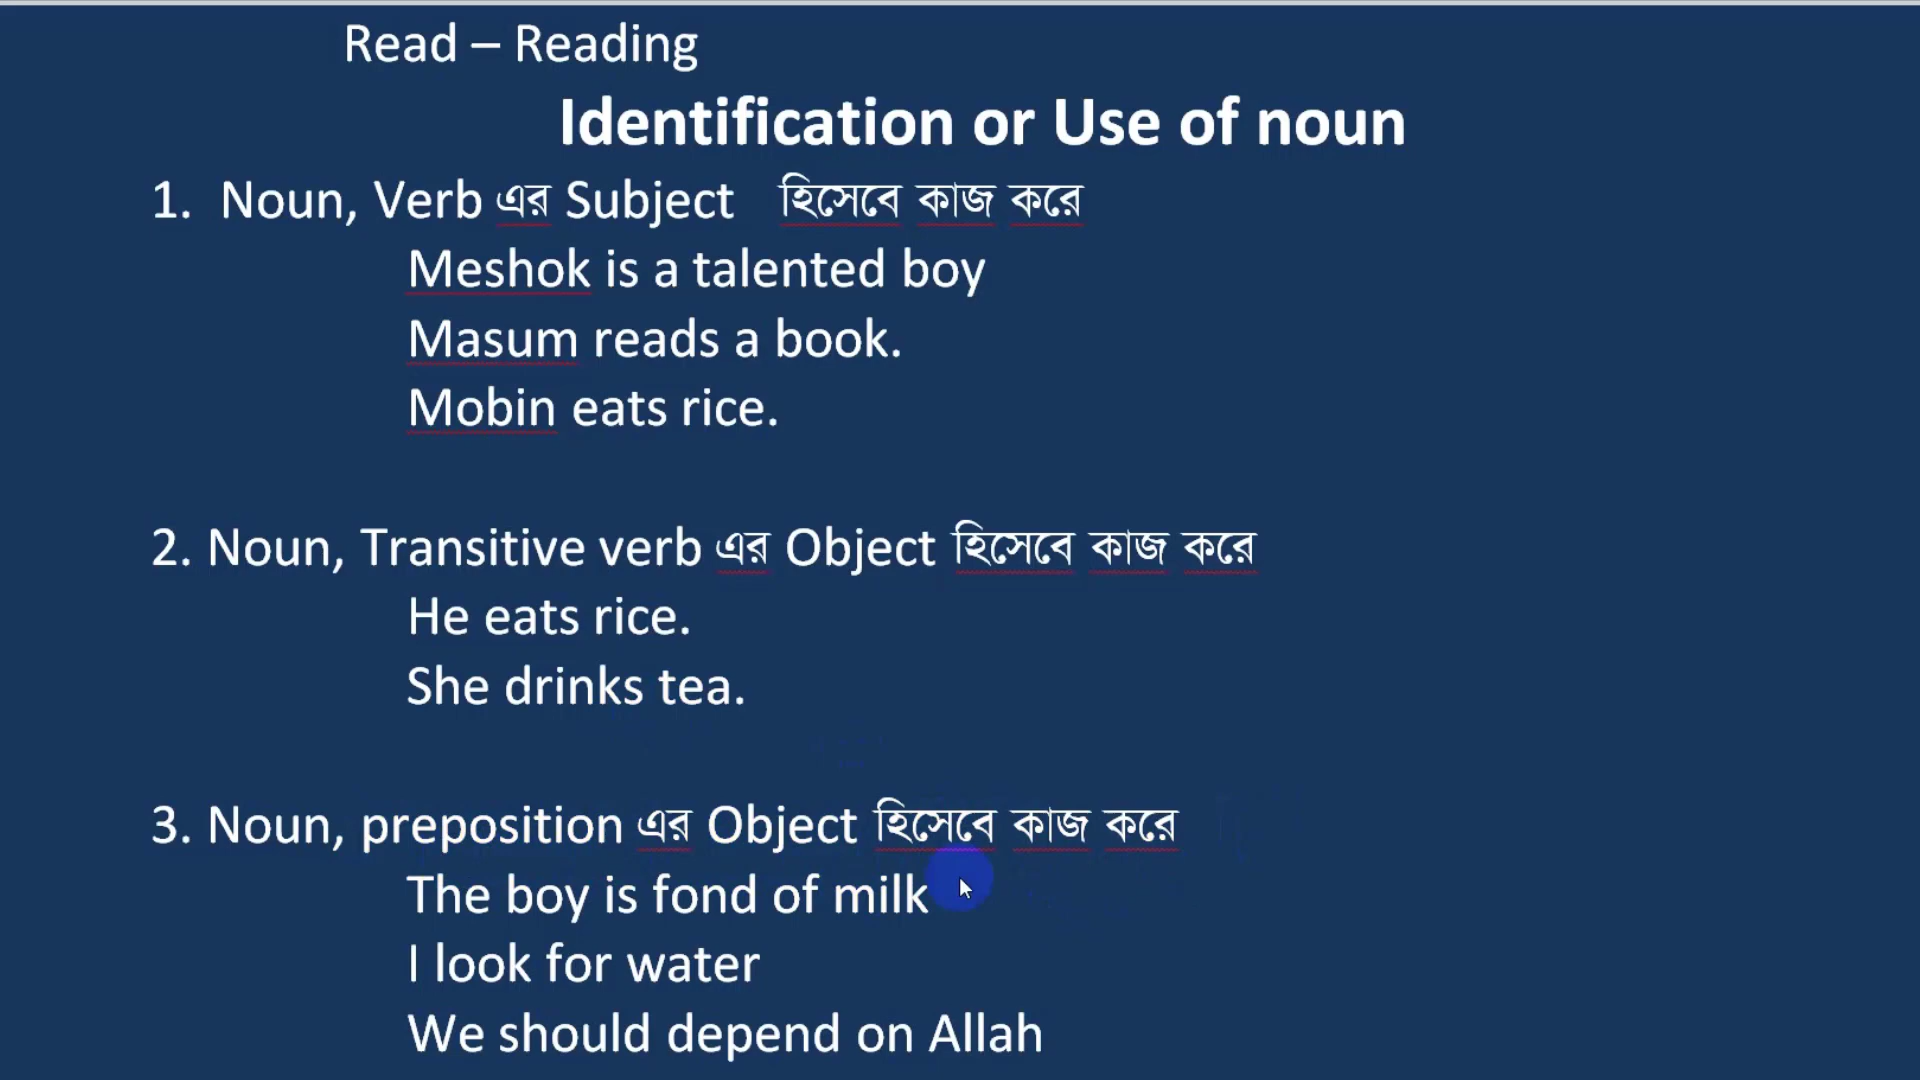 Read – Reading
Identification or Use of noun
1. Noun, Verb এর Subject হিসেবে কাজ করে
Meshok is a talented boy
Masum reads a book.
Mobin eats rice.
2. Noun, Transitive verb এর Object হিসেবে কাজ করে
He eats rice.
She drinks tea.
3. Noun, preposition এর Object হিসেবে কাজ করে
The boy is fond of milk
I look for water
We should depend on Allah